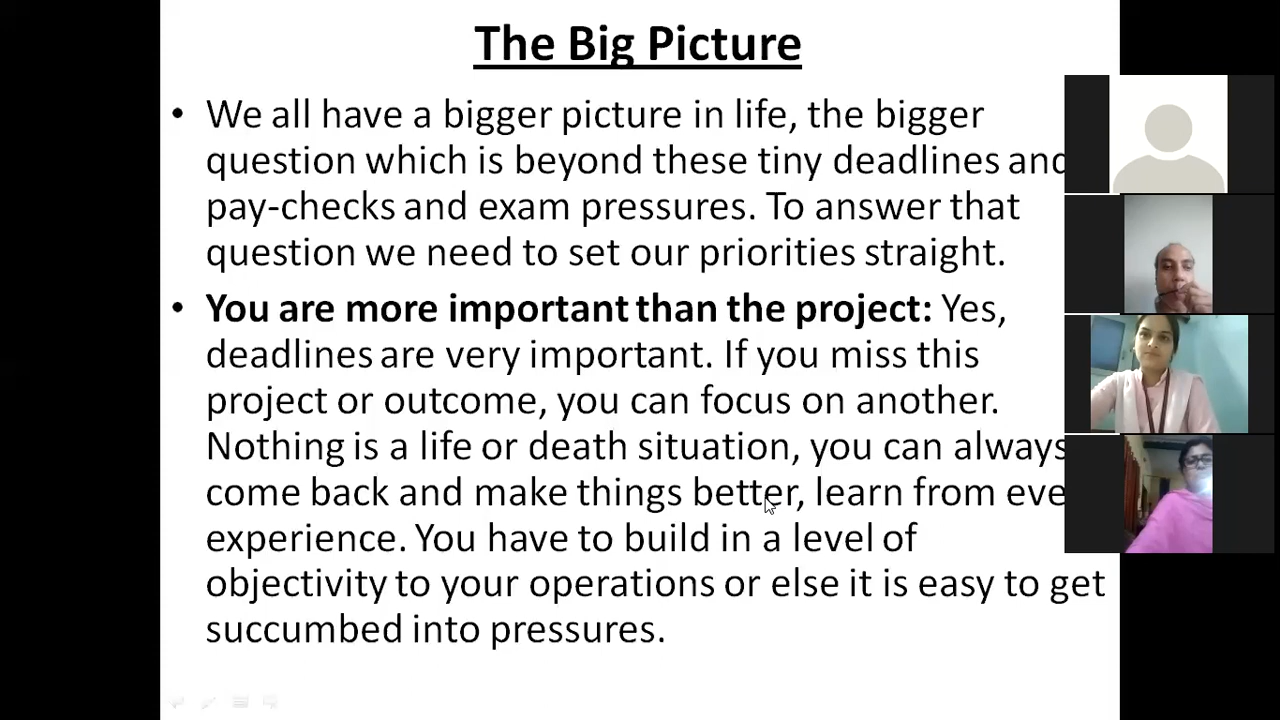 The Big Picture
• We all have a bigger picture in life, the bigger
question which is beyond these tiny deadlines and
pay-checks and exam pressures. To answer that
question we need to set our priorities straight.
• You are more important than the project: Yes,
deadlines are very important. If you miss this
project or outcome, you can focus on another.
Nothing is a life or death situation, you can always
come back and make things better, learn from eve
experience. You have to build in a level of
objectivity to your operations or else it is easy to get
succumbed into pressures.